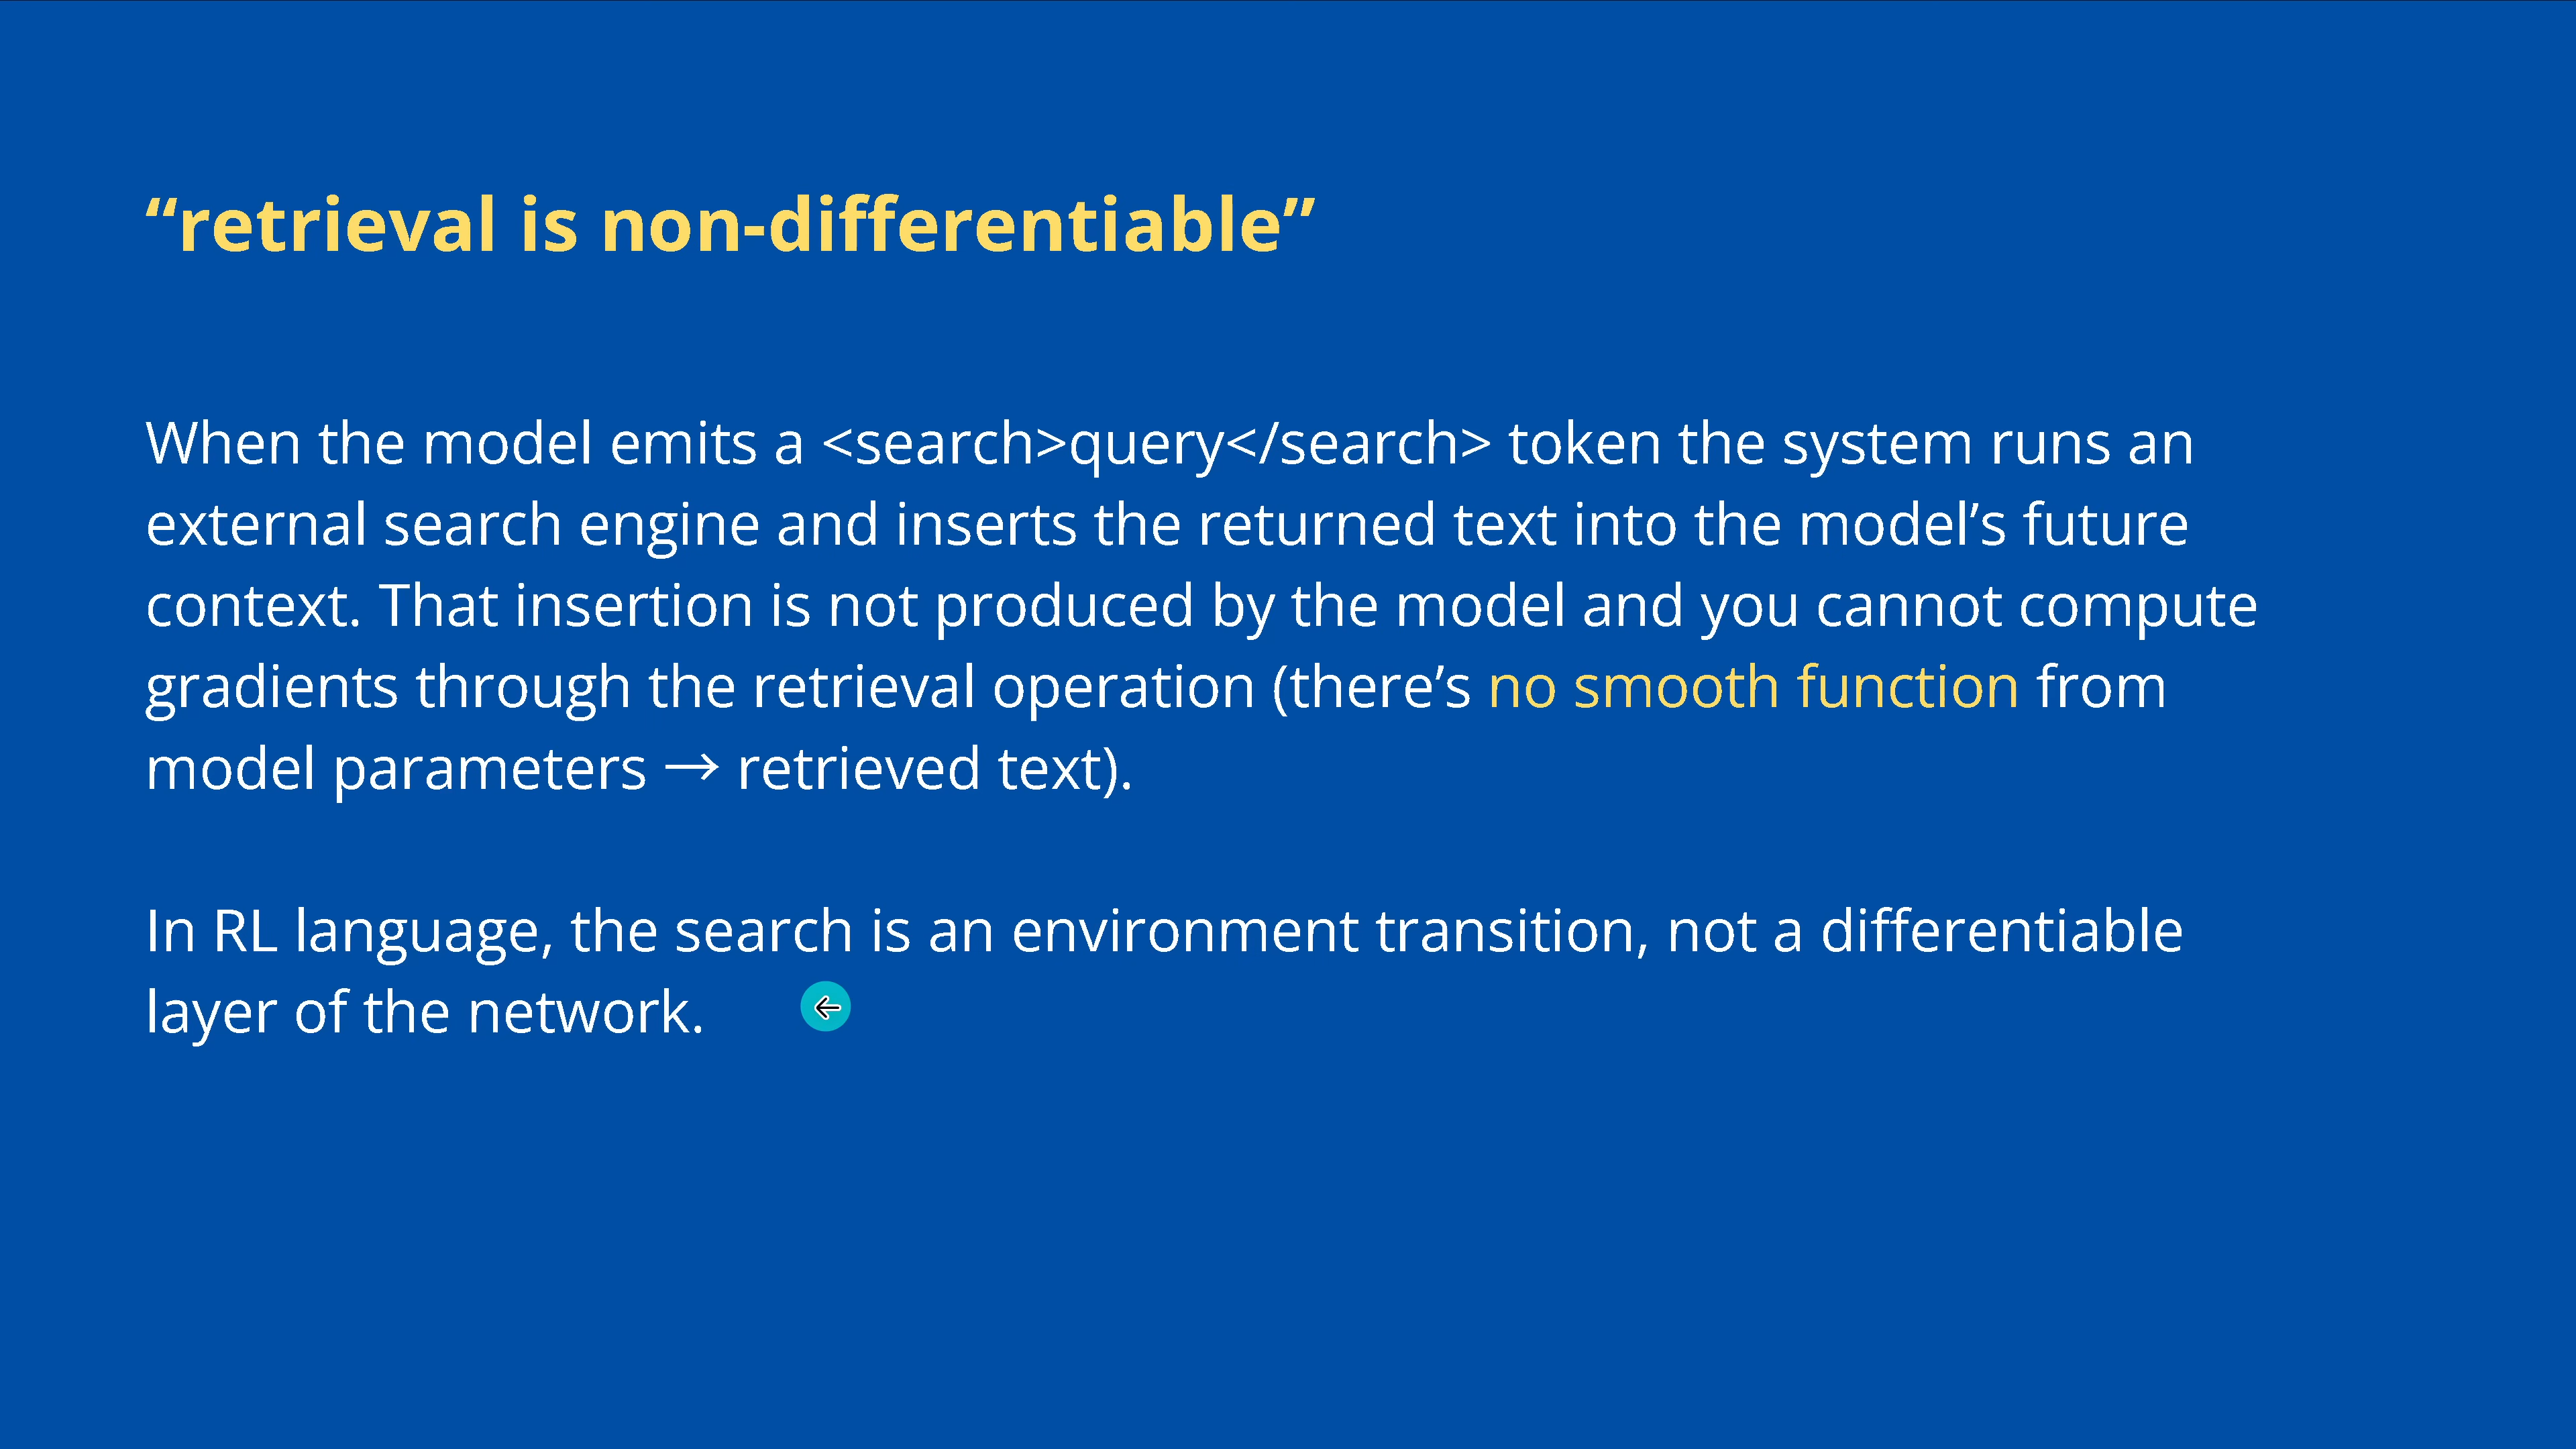 “retrieval is non-differentiable”
When the model emits a <search>query</search> token the system runs an
external search engine and inserts the returned text into the model’s future
context. That insertion is not produced by the model and you cannot compute
gradients through the retrieval operation (there’s no smooth function from
model parameters → retrieved text).
In RL language, the search is an environment transition, not a differentiable
layer of the network.